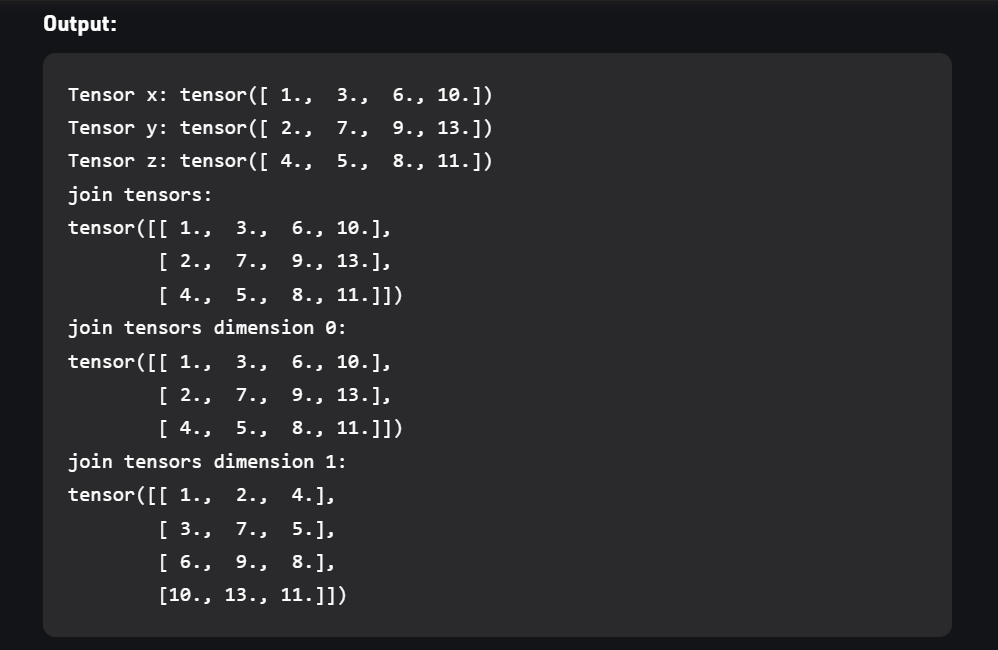 Output:
Tensor x: tensor([ 1.,  3.,  6., 10.])
Tensor y: tensor([ 2.,  7.,  9., 13.])
Tensor z: tensor([ 4.,  5.,  8., 11.])
join tensors:
tensor([[ 1.,  3.,  6., 10.],
        [ 2.,  7.,  9., 13.],
        [ 4.,  5.,  8., 11.]])
join tensors dimension 0:
tensor([[ 1.,  3.,  6., 10.],
        [ 2.,  7.,  9., 13.],
        [ 4.,  5.,  8., 11.]])
join tensors dimension 1:
tensor([[ 1.,  2.,  4.],
        [ 3.,  7.,  5.],
        [ 6.,  9.,  8.],
        [10., 13., 11.]])